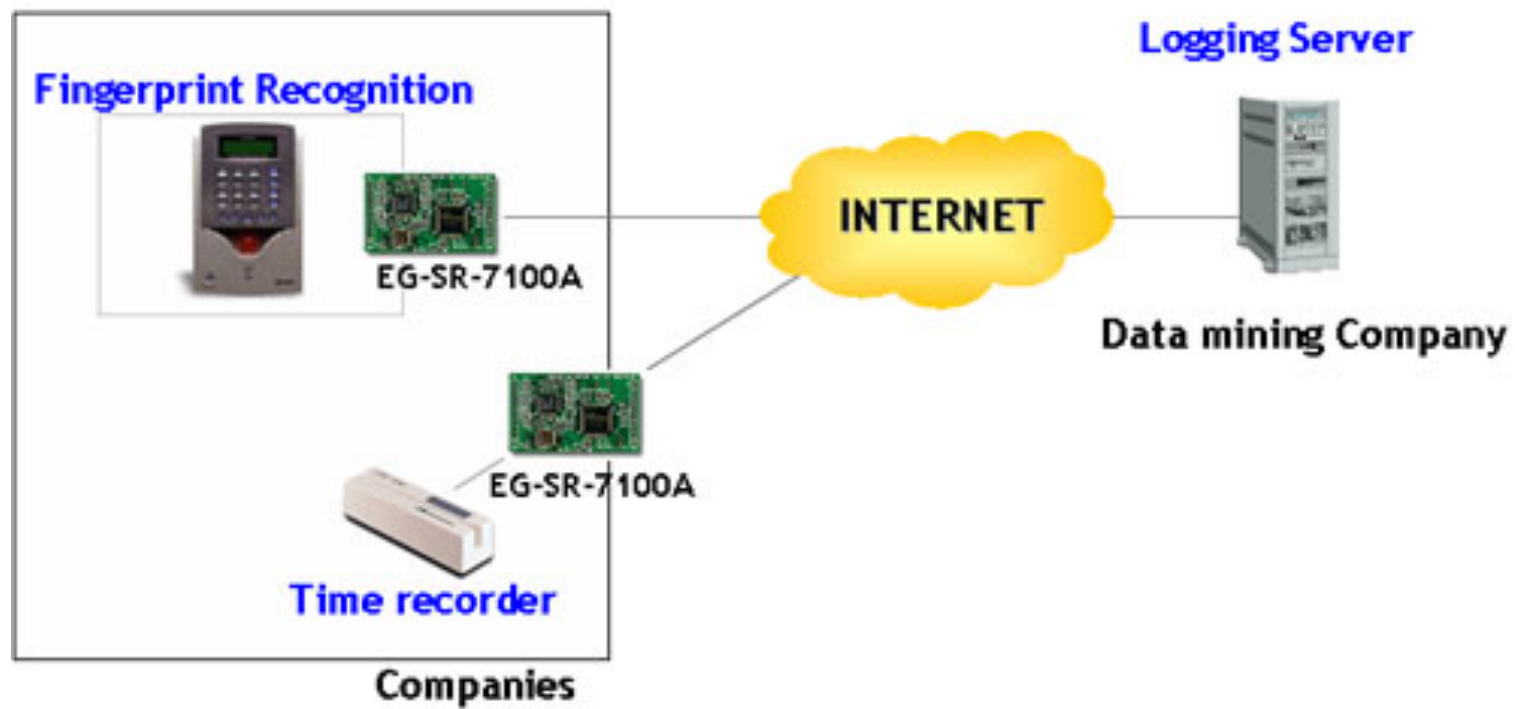 Logging Server
Fingerprint Recognition
INTERNET
EG-SR-7100A
Data mining Company
EG-SR-7100A
Time recorder
Companies